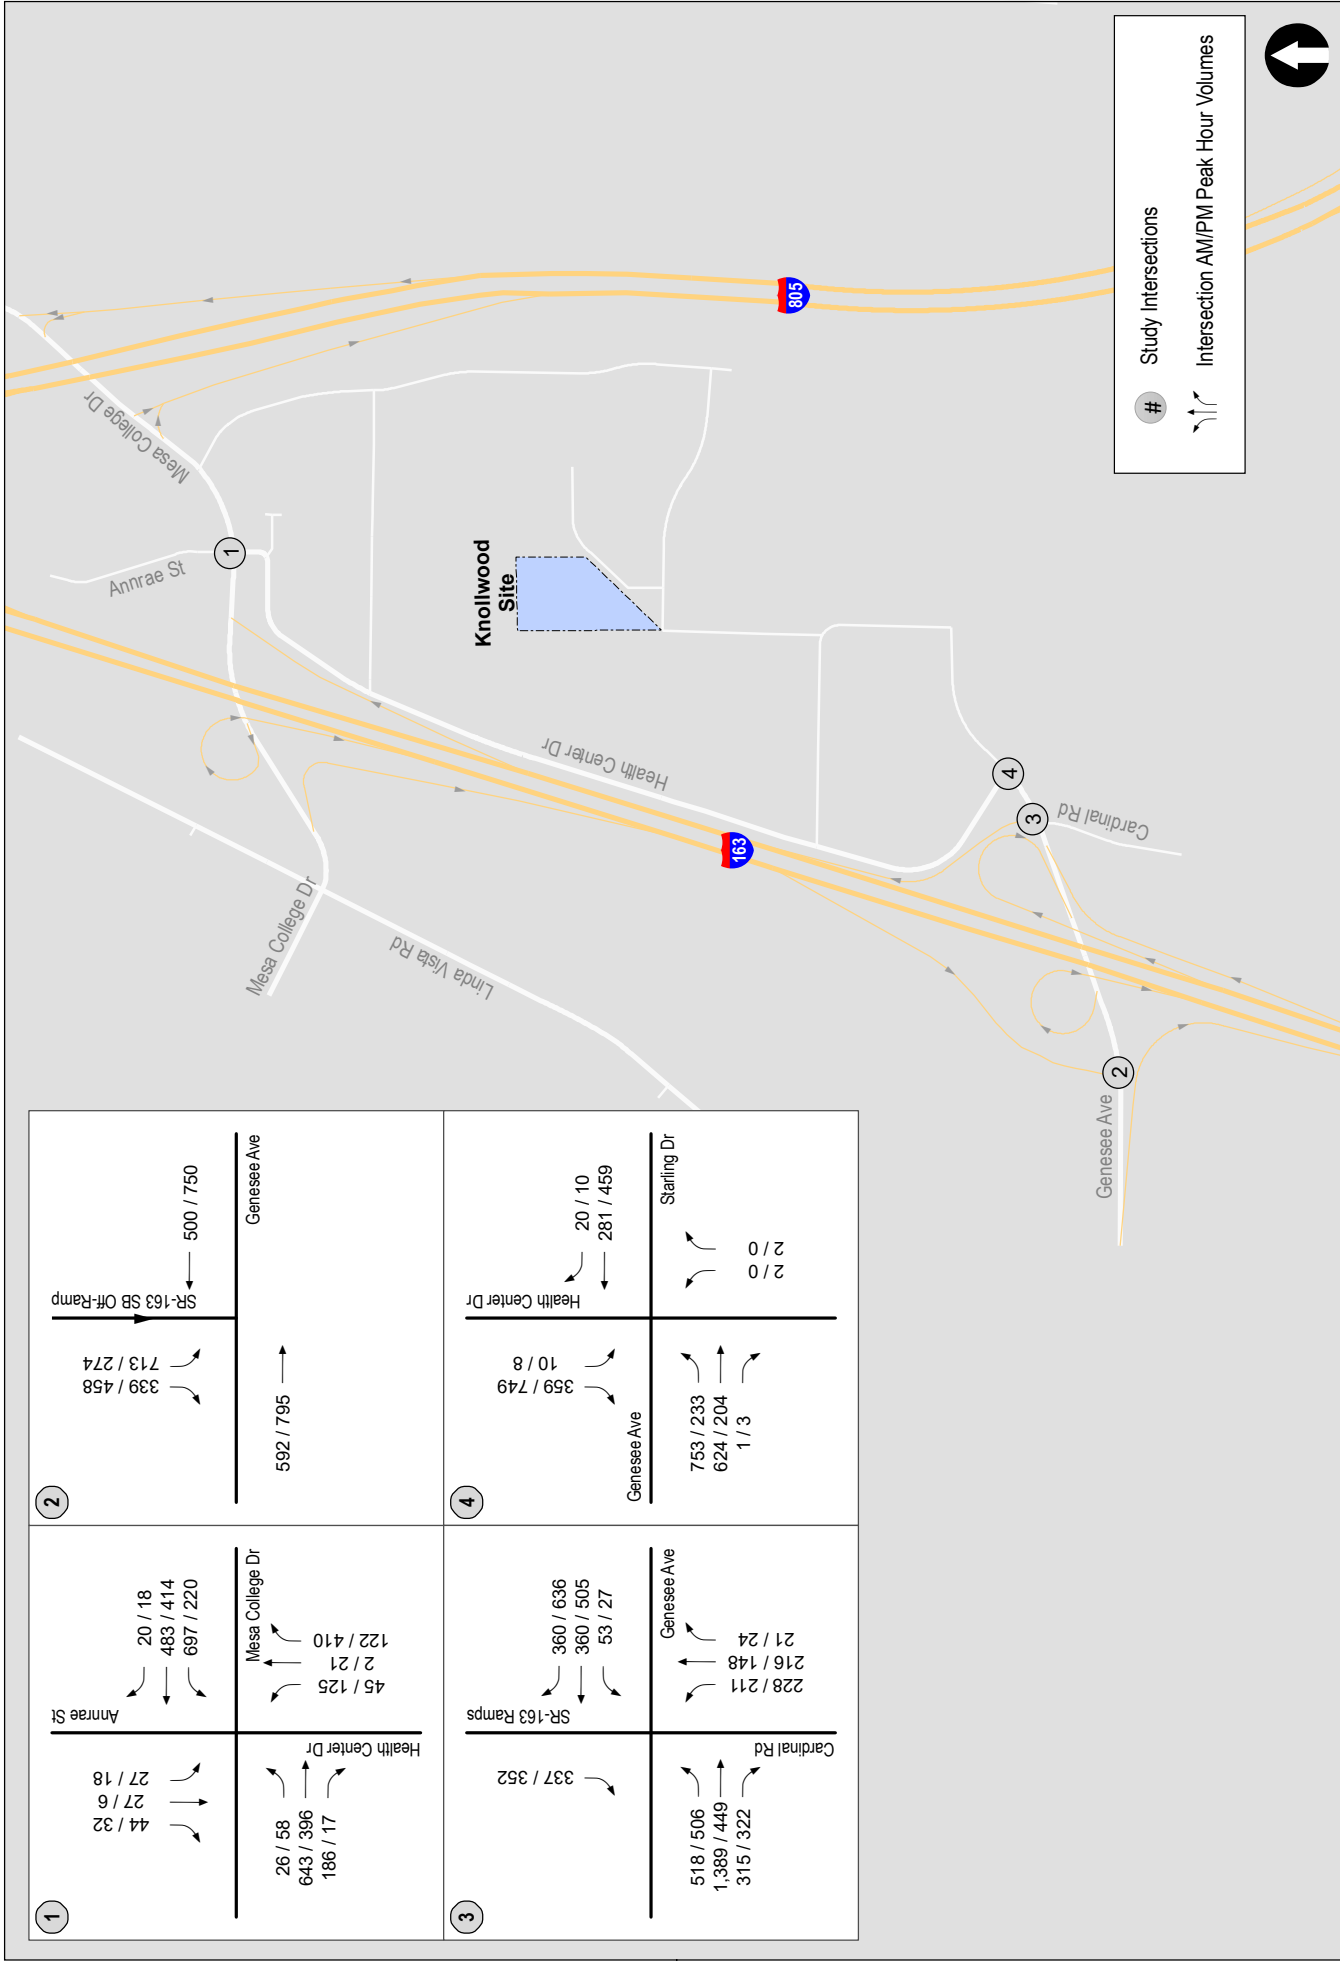 1
Annrae St
Mesa College Dr
Health Center Dr
44 / 32
27 / 6
27 / 18
20 / 18
483 / 414
697 / 220
26 / 58
643 / 396
186 / 17
45 / 125
2 / 21
122 / 410
2
SR-163 SB Off-Ramp
Genesee Ave
339 / 458
713 / 274
500 / 750
592 / 795
3
SR-163 Ramps
Genesee Ave
Cardinal Rd
337 / 352
360 / 636
360 / 505
53 / 27
518 / 506
1,389 / 449
315 / 322
228 / 211
216 / 148
21 / 24
4
Health Center Dr
Genesee Ave
Starling Dr
359 / 749
10 / 8
20 / 10
281 / 459
753 / 233
624 / 204
1 / 3
2 / 0
2 / 0
Mesa College Dr
Linda Vista Rd
Annrae St
Mesa College Dr
1
Health Center Dr
Knollwood
Site
163
805
Genesee Ave
2
3
4
Cardinal Rd
# Study Intersections
Intersection AM/PM Peak Hour Volumes